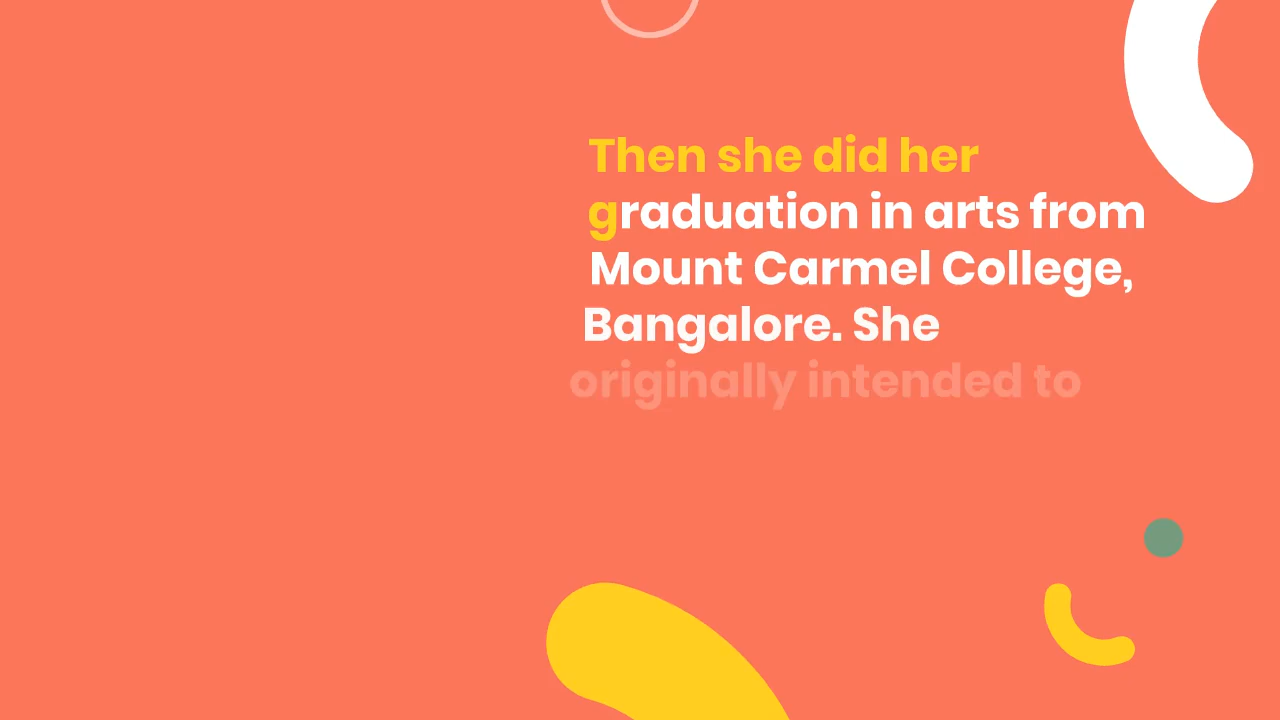 Then she did her
graduation in arts from
Mount Carmel College,
Bangalore. She
originally intended to